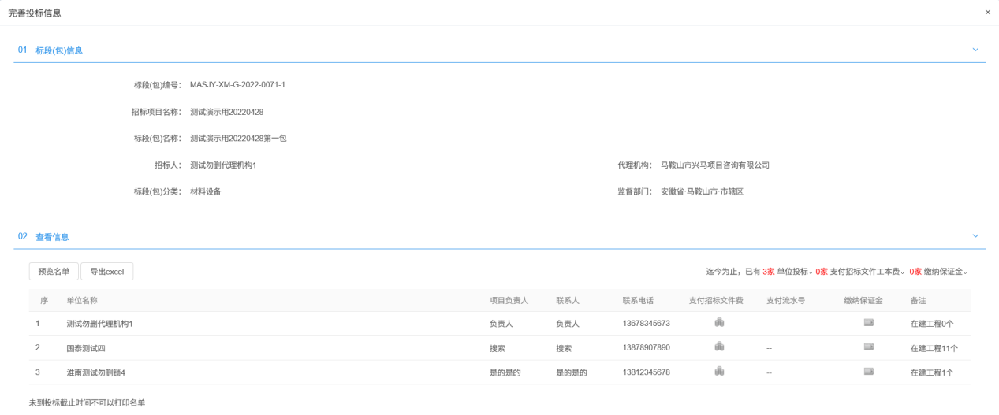 完善投标信息 ×
01 标段(包)信息
标段(包)编号： MASJY-XM-G-2022-0071-1
招标项目名称： 测试演示用20220428
标段(包)名称： 测试演示用20220428第一包
招标人： 测试勿删代理机构1 代理机构： 马鞍山市兴马项目咨询有限公司
标段(包)分类： 材料设备 监督部门： 安徽省·马鞍山市·市辖区
02 查看信息
预览名单 导出excel 迄今为止，已有 3家 单位投标。0家 支付招标文件工本费。 0家 缴纳保证金。
序 单位名称 项目负责人 联系人 联系电话 支付招标文件费 支付流水号 缴纳保证金 备注
1 测试勿删代理机构1 负责人 负责人 13678345673 -- 在建工程0个
2 国泰测试四 搜索 搜索 13878907890 -- 在建工程11个
3 淮南测试勿删锁4 是的是的 是的是的 13812345678 -- 在建工程1个
未到投标截止时间不可以打印名单